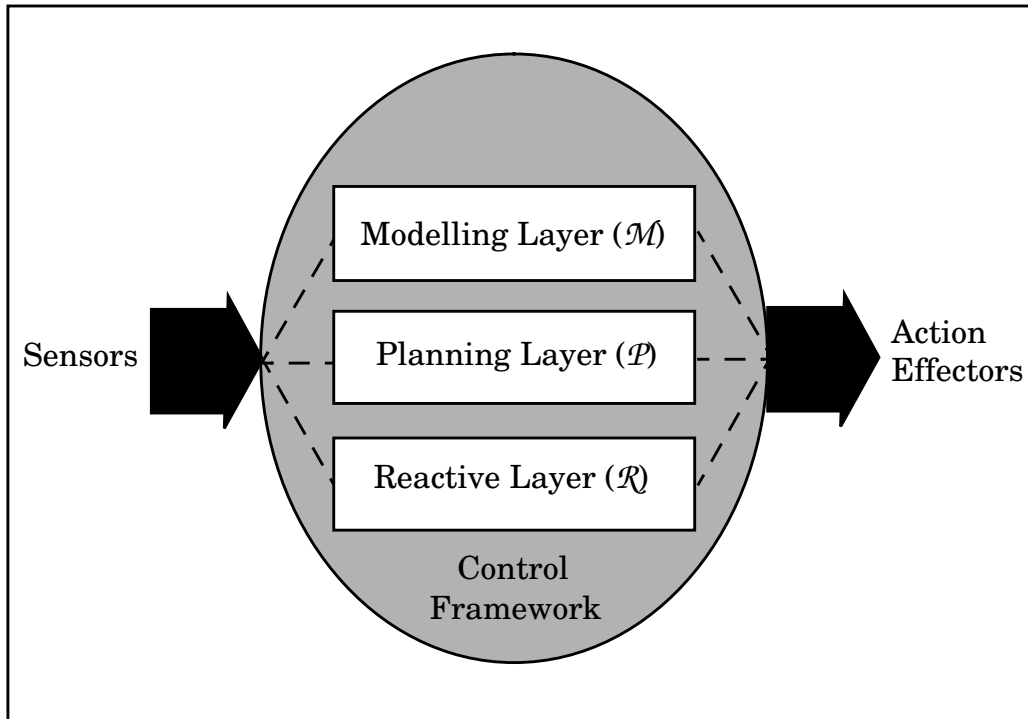 Modelling Layer (ℳ)
Sensors
Planning Layer (𝒫)
Action
Effectors
Reactive Layer (ℛ)
Control
Framework